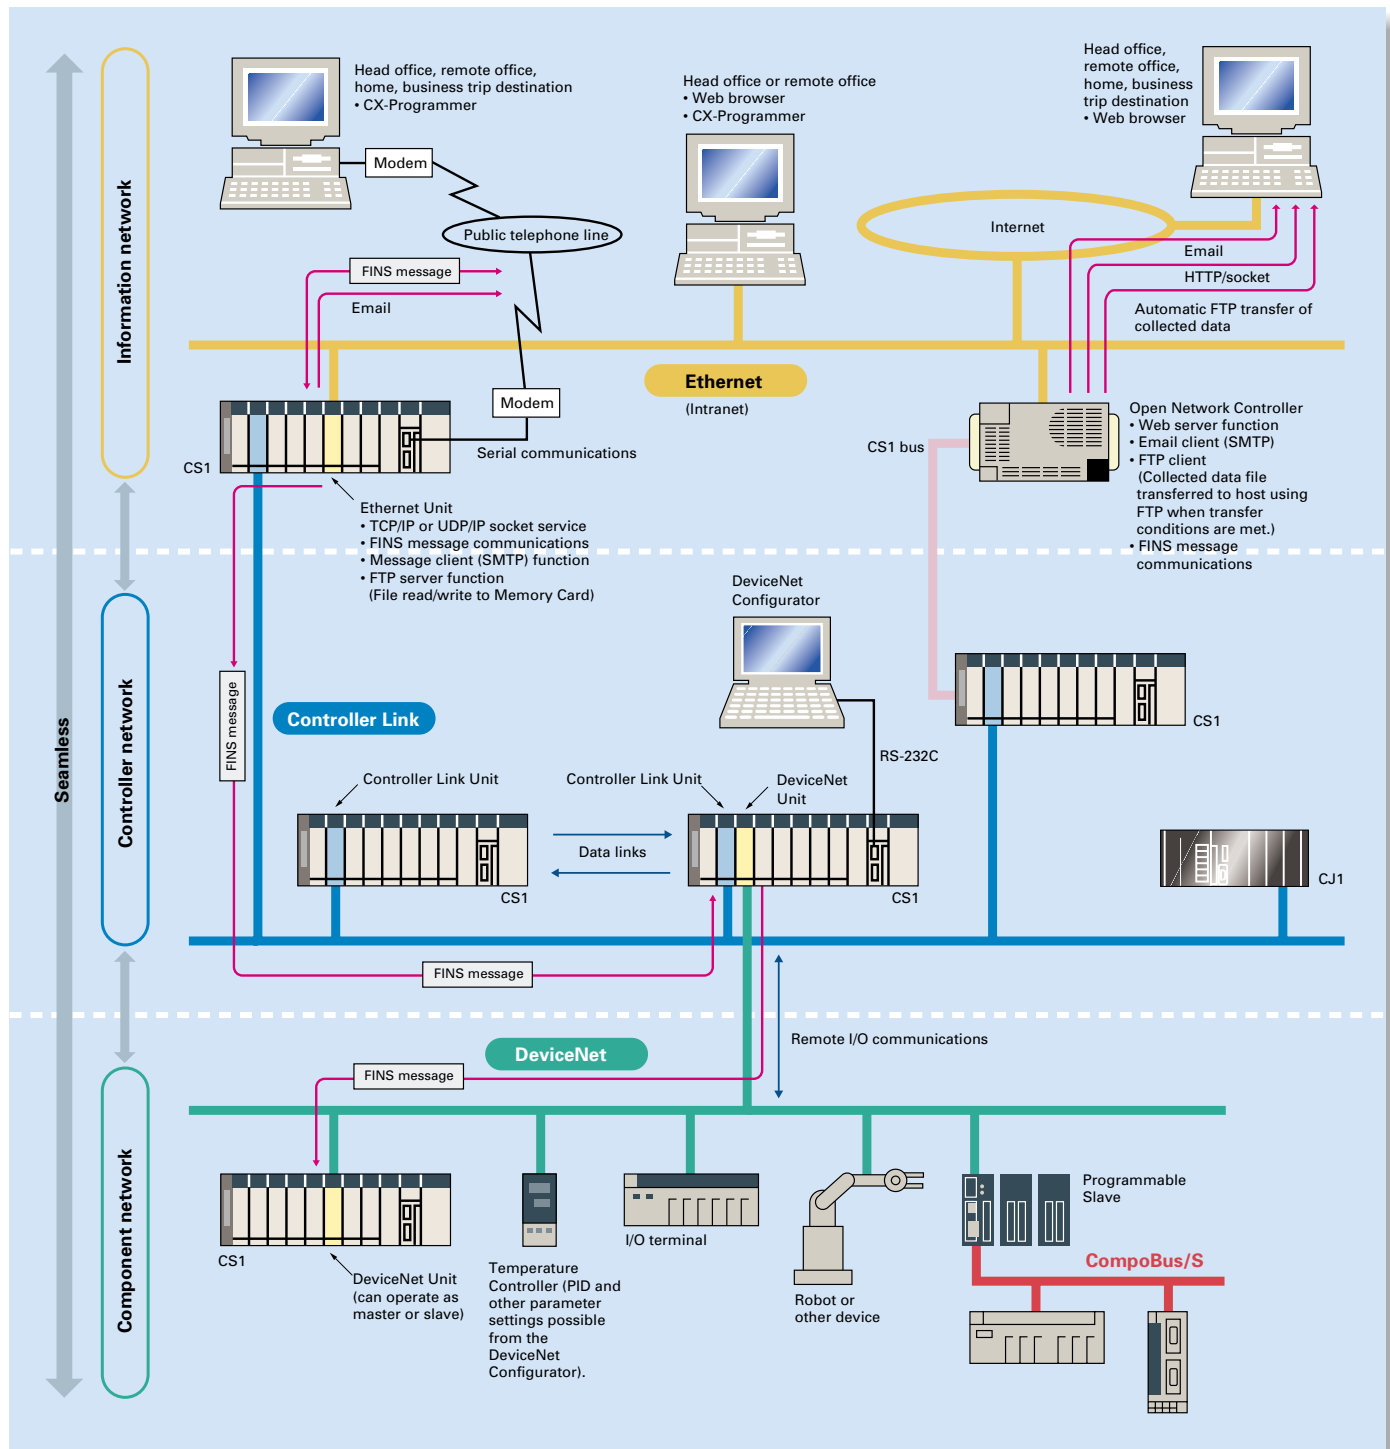 Head office, remote office,
home, business trip destination
• CX-Programmer
Modem
Public telephone line
FINS message
Email
Head office or remote office
• Web browser
• CX-Programmer
Head office,
remote office,
home, business
trip destination
• Web browser
Internet
Email
HTTP/socket
Automatic FTP transfer of
collected data
Information network
Ethernet
(Intranet)
Modem
Serial communications
CS1
CS1 bus
Open Network Controller
• Web server function
• Email client (SMTP)
• FTP client
(Collected data file
transferred to host using
FTP when transfer
conditions are met.)
• FINS message
communications
Ethernet Unit
• TCP/IP or UDP/IP socket service
• FINS message communications
• Message client (SMTP) function
• FTP server function
(File read/write to Memory Card)
Seamless
Controller network
FINS message
Controller Link
DeviceNet
Configurator
RS-232C
CS1
Controller Link Unit
Controller Link Unit
DeviceNet
Unit
Data links
CS1
CS1
CJ1
FINS message
Remote I/O communications
Component network
DeviceNet
FINS message
CS1
DeviceNet Unit
(can operate as
master or slave)
Temperature
Controller (PID and
other parameter
settings possible
from the
DeviceNet
Configurator).
I/O terminal
Robot or
other device
Programmable
Slave
CompoBus/S